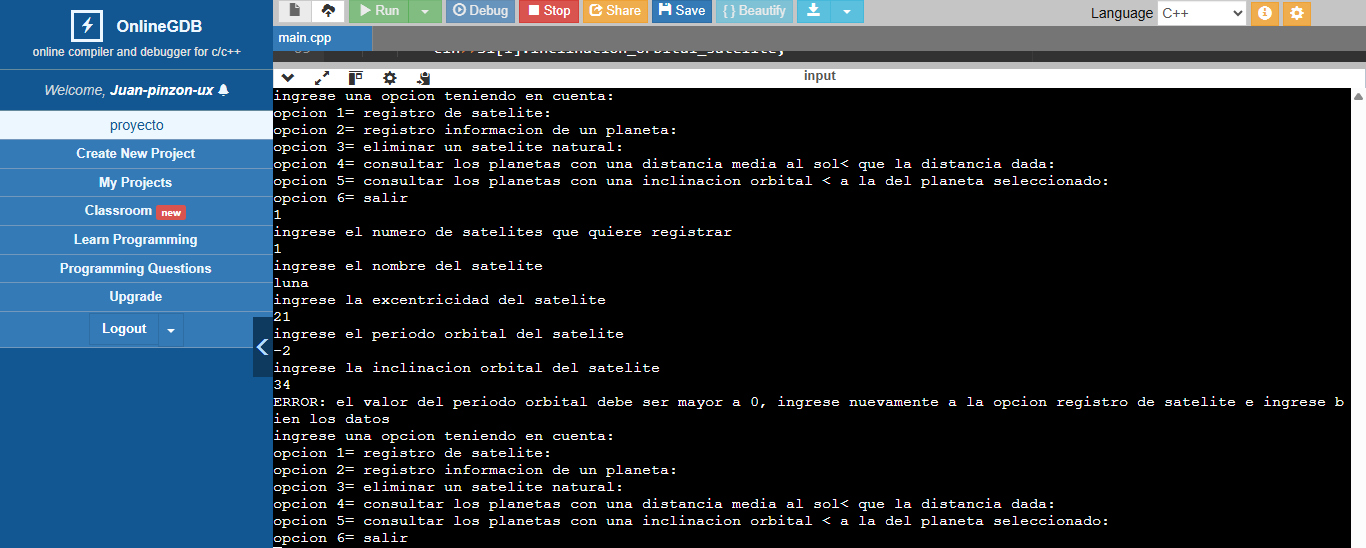 OnlineGDB
online compiler and debugger for c/c++
Welcome, Juan-pinzon-ux
proyecto
Create New Project
My Projects
Classroom new
Learn Programming
Programming Questions
Upgrade
Logout
Run Debug Stop Share Save { } Beautify
Language C++
main.cpp
input
ingrese una opcion teniendo en cuenta:
opcion 1= registro de satelite:
opcion 2= registro informacion de un planeta:
opcion 3= eliminar un satelite natural:
opcion 4= consultar los planetas con una distancia media al sol< que la distancia dada:
opcion 5= consultar los planetas con una inclinacion orbital < a la del planeta seleccionado:
opcion 6= salir
1
ingrese el numero de satelites que quiere registrar
1
ingrese el nombre del satelite
luna
ingrese la excentricidad del satelite
21
ingrese el periodo orbital del satelite
-2
ingrese la inclinacion orbital del satelite
34
ERROR: el valor del periodo orbital debe ser mayor a 0, ingrese nuevamente a la opcion registro de satelite e ingrese b
ien los datos
ingrese una opcion teniendo en cuenta:
opcion 1= registro de satelite:
opcion 2= registro informacion de un planeta:
opcion 3= eliminar un satelite natural:
opcion 4= consultar los planetas con una distancia media al sol< que la distancia dada:
opcion 5= consultar los planetas con una inclinacion orbital < a la del planeta seleccionado:
opcion 6= salir